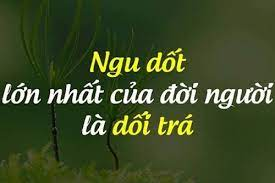 Ngu dốt
lớn nhất của đời người
là dối trá